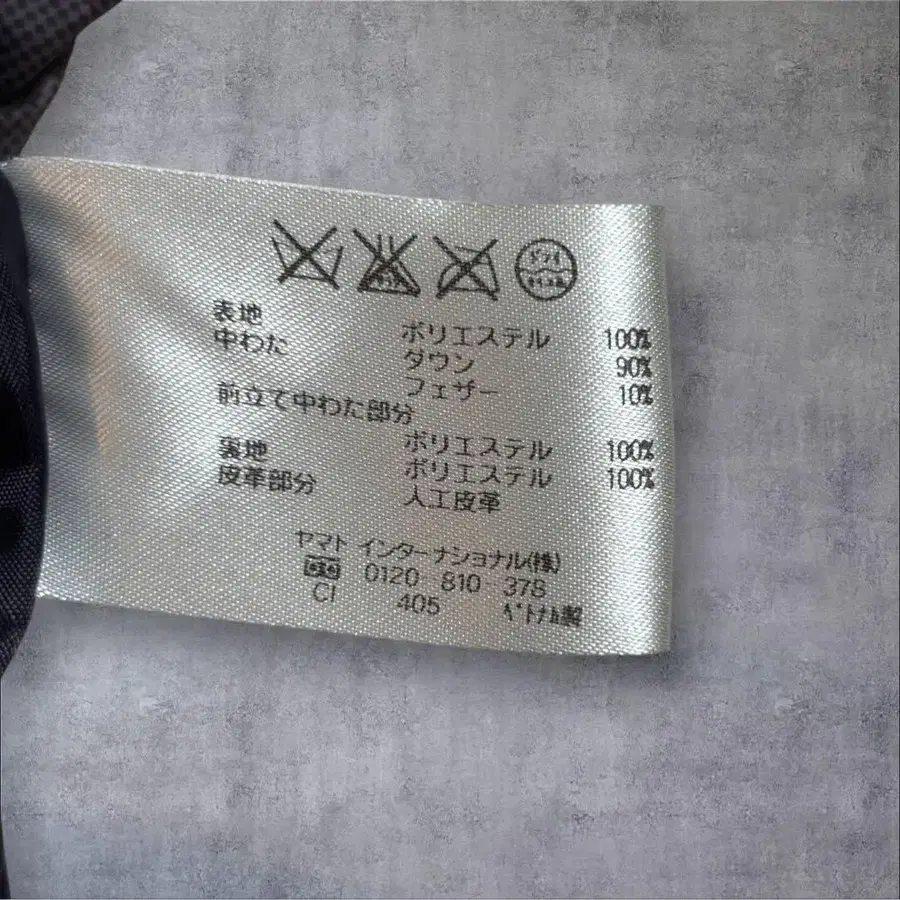 ドライ
表地 ポリエステル 100%
中わた ダウン 90%
フェザー 10%
前立て中わた部分
ポリエステル 100%
裏地 ポリエステル 100%
皮革部分 人工皮革
ヤマト インターナショナル(株)
0120 810 378
CI 405 ベトナム製